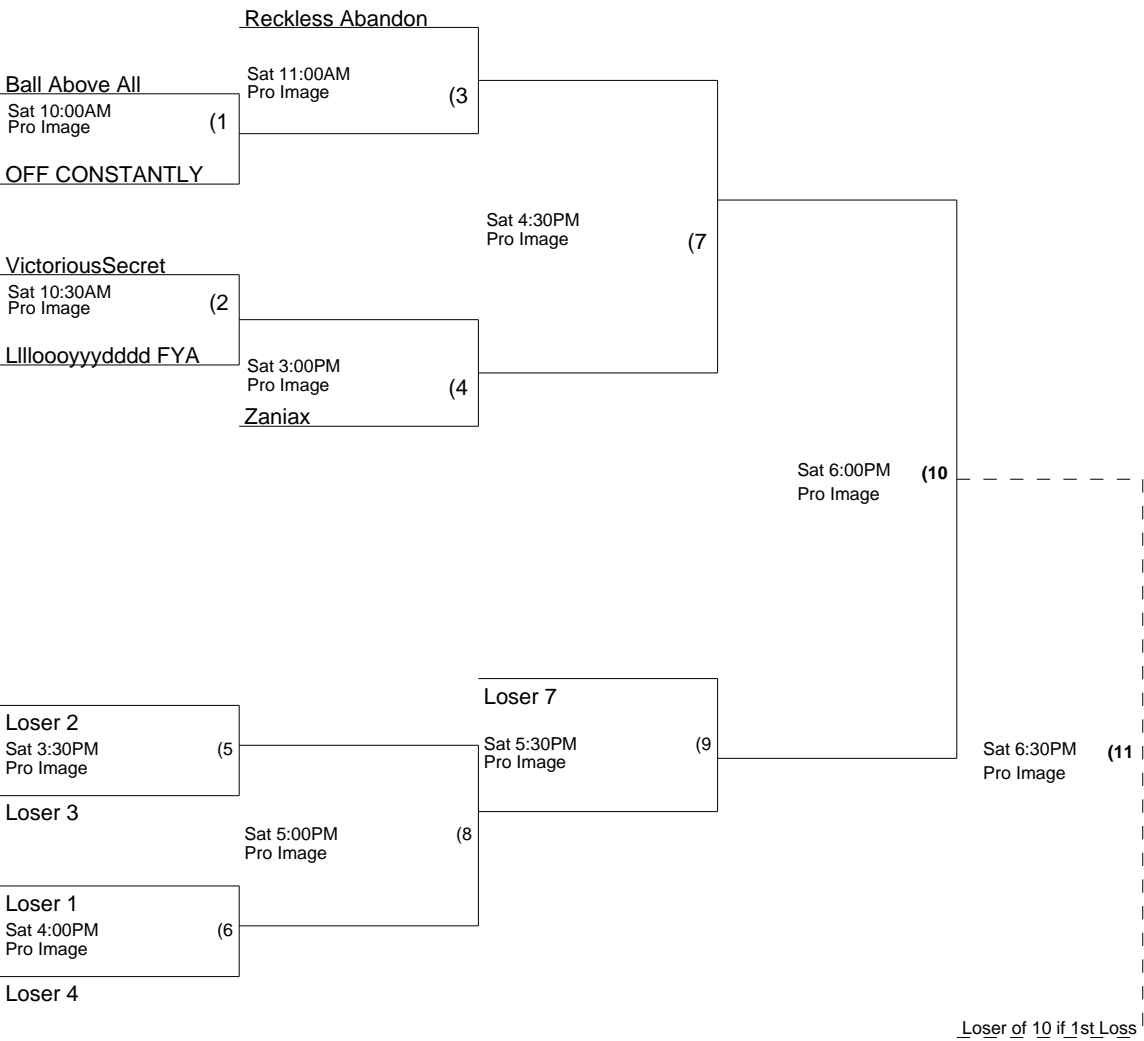 Reckless Abandon
Sat 11:00AM
Pro Image
(3
Ball Above All
Sat 10:00AM
Pro Image
(1
OFF CONSTANTLY
Sat 4:30PM
Pro Image
(7
VictoriousSecret
Sat 10:30AM
Pro Image
(2
Lllloooyyydddd FYA
Sat 3:00PM
Pro Image
(4
Zaniax
Sat 6:00PM
Pro Image
(10
Loser 7
Sat 5:30PM
Pro Image
(9
Loser 2
Sat 3:30PM
Pro Image
(5
Loser 3
Sat 6:30PM
Pro Image
(11
Sat 5:00PM
Pro Image
(8
Loser 1
Sat 4:00PM
Pro Image
(6
Loser 4
Loser of 10 if 1st Loss